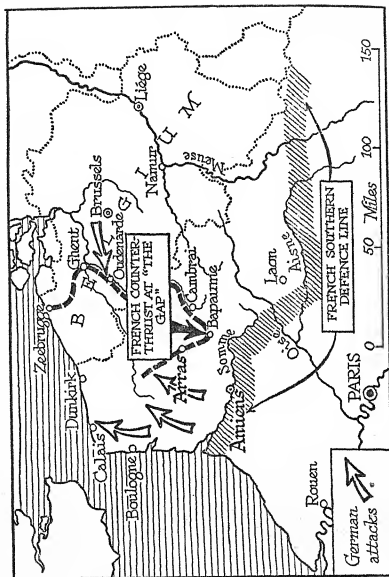 Zeebrugge
Dunkirk
Calais
Boulogne
Ghent
Brussels
Oudenarde
BELGIUM
Liége
Namur
Meuse
FRENCH COUNTER-
THRUST AT "THE
GAP"
Cambrai
Bapaume
Arras
Somme
Amiens
Laon
Aisne
Oise
FRENCH SOUTHERN
DEFENCE LINE
Rouen
PARIS
0 50 100 150
Miles
German
attacks